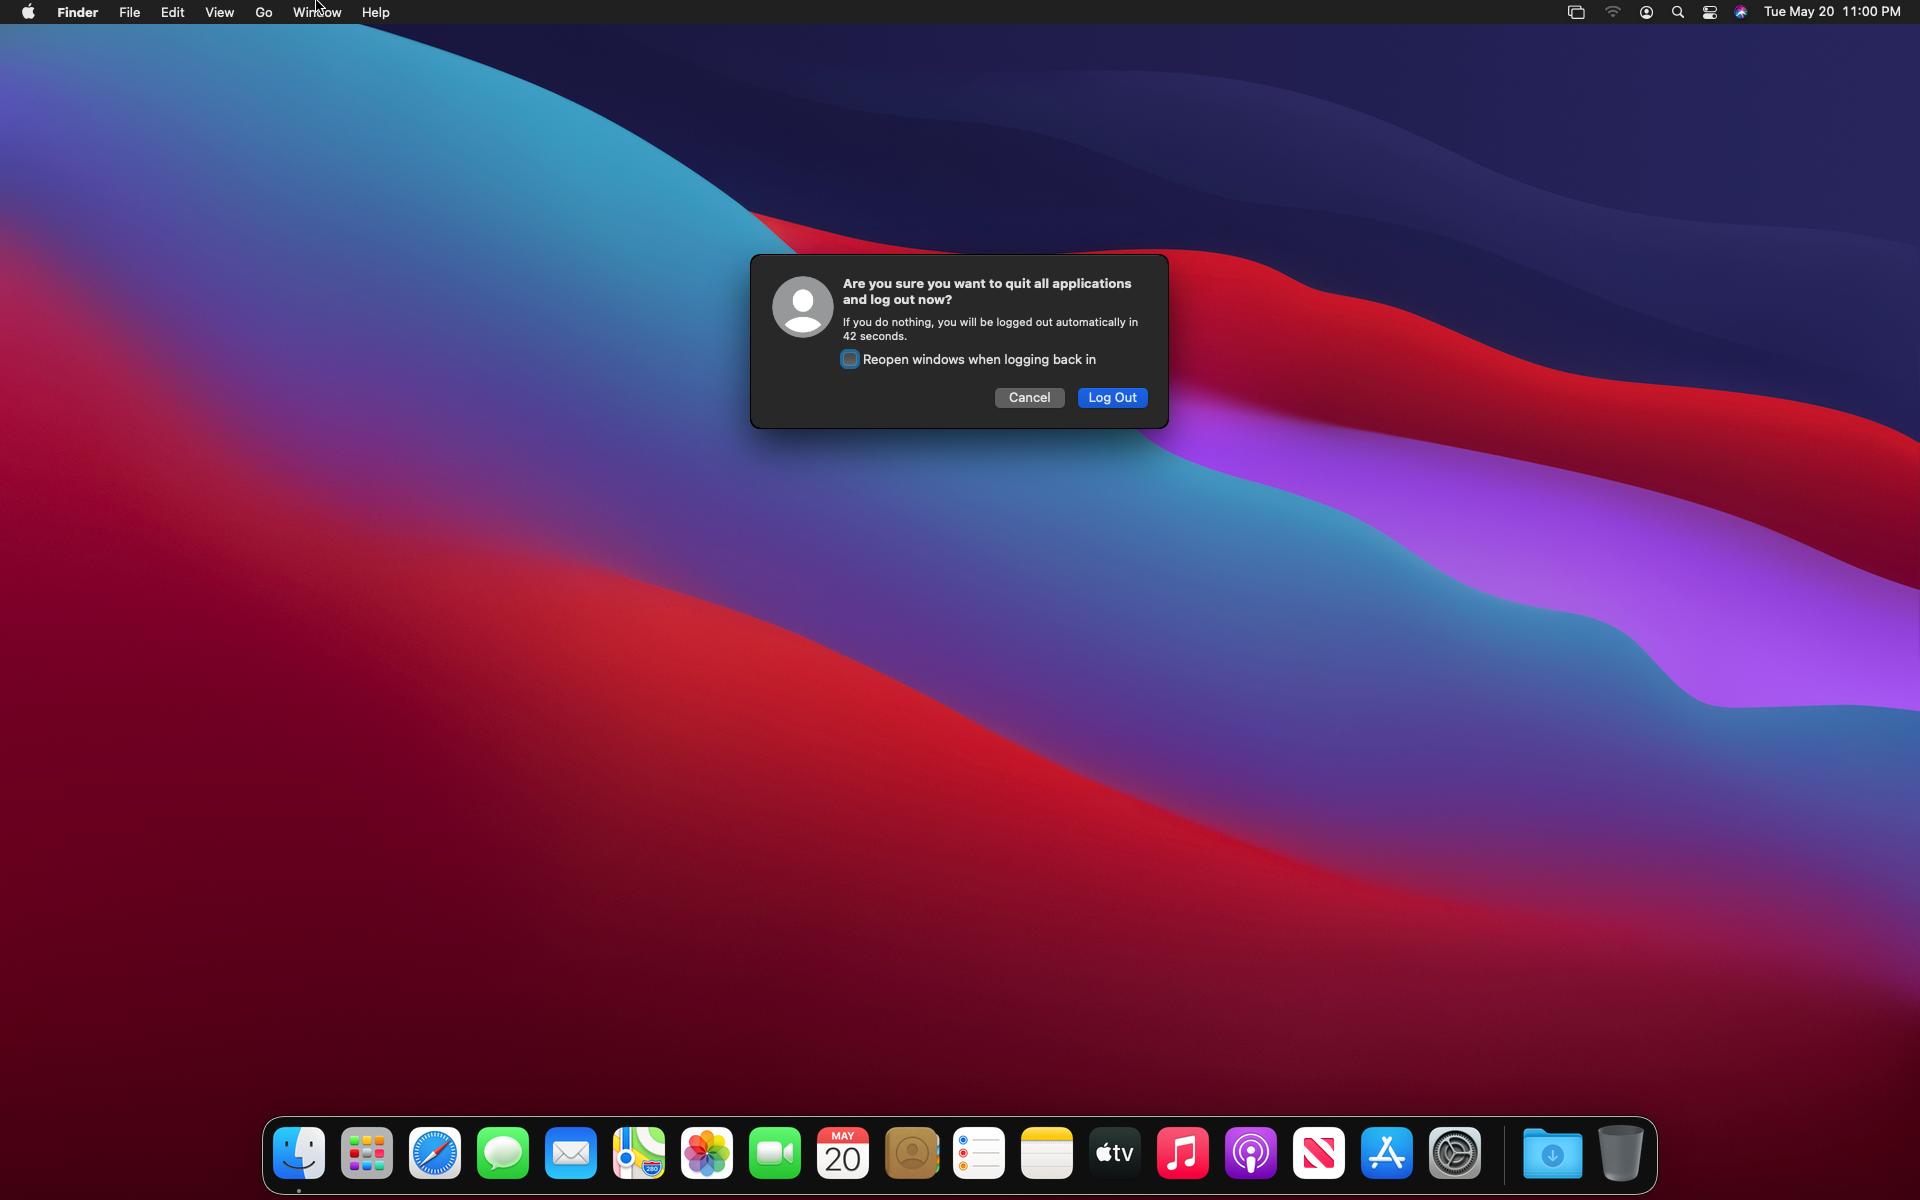 Finder File Edit View Go Window Help Tue May 20 11:00 PM
Are you sure you want to quit all applications
and log out now?
If you do nothing, you will be logged out automatically in
42 seconds.
Reopen windows when logging back in
Cancel Log Out
280
MAY
20
tv